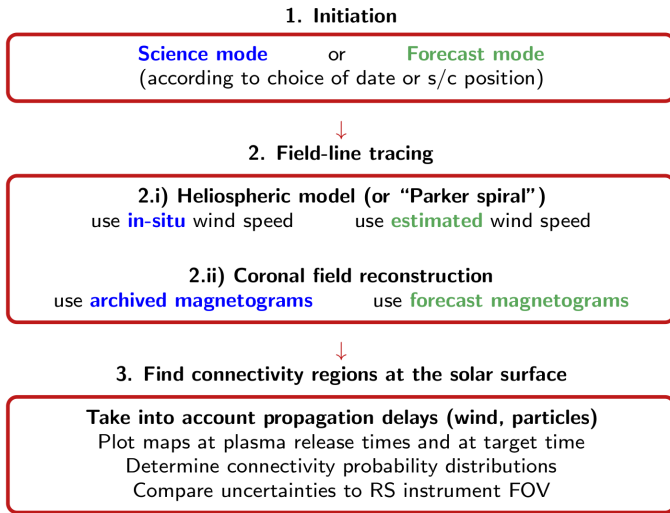 1. Initiation
Science mode or Forecast mode
(according to choice of date or s/c position)
↓
2. Field-line tracing
2.i) Heliospheric model (or “Parker spiral”)
use in-situ wind speed use estimated wind speed
2.ii) Coronal field reconstruction
use archived magnetograms use forecast magnetograms
↓
3. Find connectivity regions at the solar surface
Take into account propagation delays (wind, particles)
Plot maps at plasma release times and at target time
Determine connectivity probability distributions
Compare uncertainties to RS instrument FOV